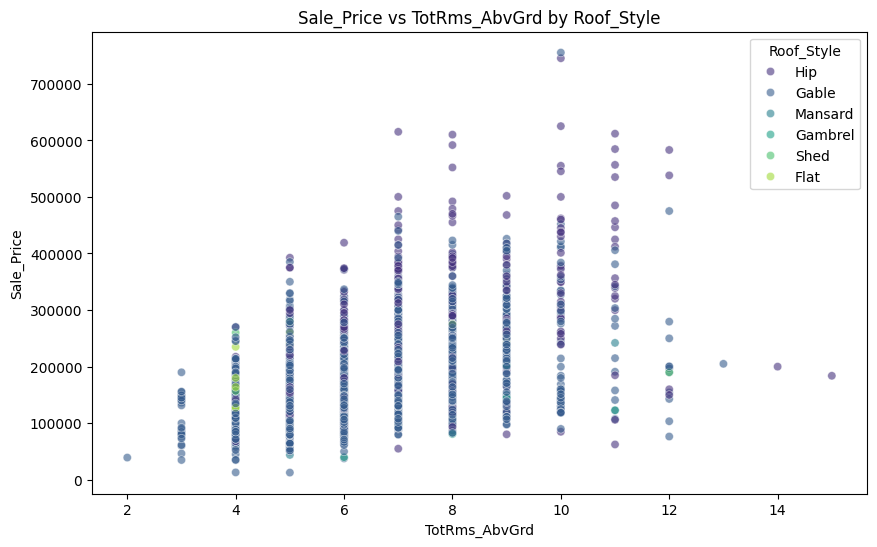 Sale_Price vs TotRms_AbvGrd by Roof_Style
Roof_Style
Hip
Gable
Mansard
Gambrel
Shed
Flat
Sale_Price
700000
600000
500000
400000
300000
200000
100000
0
2 4 6 8 10 12 14
TotRms_AbvGrd